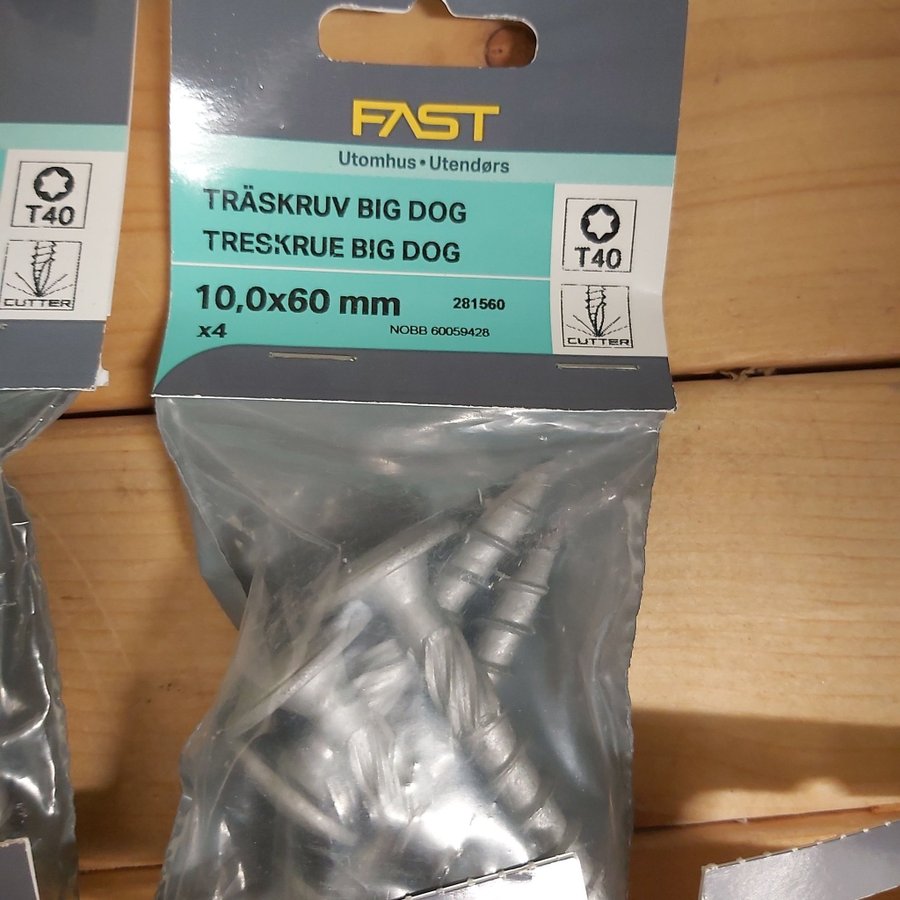 FAST
Utomhus • Utendørs
TRÄSKRUV BIG DOG
TRESKRUE BIG DOG
10,0x60 mm
281560
x4
NOBB 60059428
T40
CUTTER
T40
CUTTER